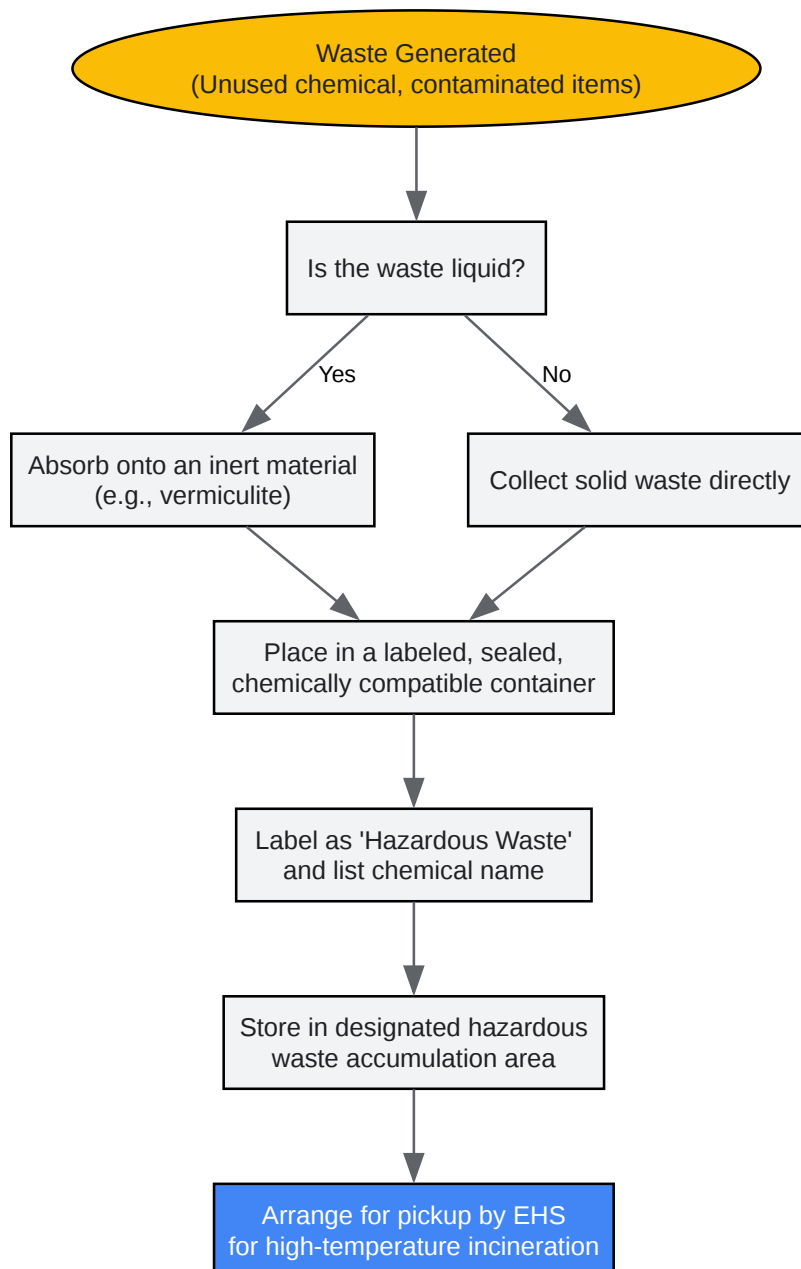 Waste Generated
(Unused chemical, contaminated items)
Is the waste liquid?
Yes
No
Absorb onto an inert material
(e.g., vermiculite)
Collect solid waste directly
Place in a labeled, sealed,
chemically compatible container
Label as 'Hazardous Waste'
and list chemical name
Store in designated hazardous
waste accumulation area
Arrange for pickup by EHS
for high-temperature incineration